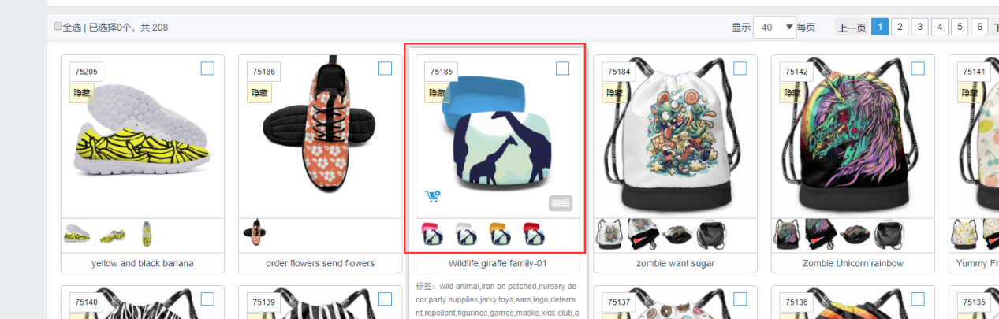 全选 | 已选择0个，共 208
显示 40 每页 上一页 1 2 3 4 5 6
75205
隐藏
yellow and black banana
75186
隐藏
order flowers send flowers
75185
隐藏
编辑
Wildlife giraffe family-01
标签：wild animal,iron on patched,nursery de
cor,party supplies,jerky,toys,ears,lego,deterre
nt,repellent,figurines,games,masks,kids club,a
75184
隐藏
zombie want sugar
75142
隐藏
Zombie Unicorn rainbow
75141
隐藏
Yummy Fr
75140
75139
75137
75136
75135